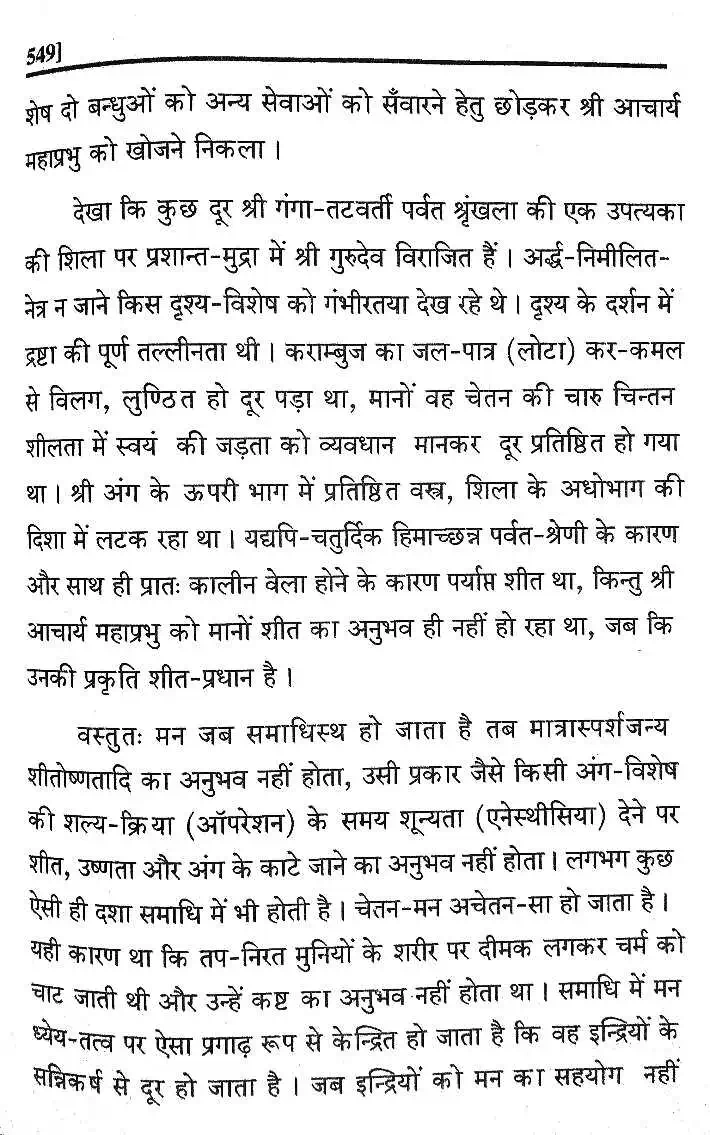 549]
शेष दो बन्धुओं को अन्य सेवाओं को सँवारने हेतु छोड़कर श्री आचार्य
महाप्रभु को खोजने निकला ।
देखा कि कुछ दूर श्री गंगा-तटवर्ती पर्वत श्रृंखला की एक उपत्यका
की शिला पर प्रशान्त-मुद्रा में श्री गुरुदेव विराजित हैं । अर्द्ध-निमीलित-
नेत्र न जाने किस दृश्य-विशेष को गंभीरतया देख रहे थे । दृश्य के दर्शन में
द्रष्टा की पूर्ण तल्लीनता थी । कराम्बुज का जल-पात्र (लोटा) कर-कमल
से विलग, लुण्ठित हो दूर पड़ा था, मानों वह चेतन की चारु चिन्तन
शीलता में स्वयं की जड़ता को व्यवधान मानकर दूर प्रतिष्ठित हो गया
था । श्री अंग के ऊपरी भाग में प्रतिष्ठित वस्त्र, शिला के अधोभाग की
दिशा में लटक रहा था । यद्यपि-चतुर्दिक हिमाच्छन्न पर्वत-श्रेणी के कारण
और साथ ही प्रातः कालीन वेला होने के कारण पर्याप्त शीत था, किन्तु श्री
आचार्य महाप्रभु को मानों शीत का अनुभव ही नहीं हो रहा था, जब कि
उनकी प्रकृति शीत-प्रधान है ।
वस्तुतः मन जब समाधिस्थ हो जाता है तब मात्रास्पर्शजन्य
शीतोष्णतादि का अनुभव नहीं होता, उसी प्रकार जैसे किसी अंग-विशेष
की शल्य-क्रिया (ऑपरेशन) के समय शून्यता (एनेस्थीसिया) देने पर
शीत, उष्णता और अंग के काटे जाने का अनुभव नहीं होता । लगभग कुछ
ऐसी ही दशा समाधि में भी होती है । चेतन-मन अचेतन-सा हो जाता है ।
यही कारण था कि तप-निरत मुनियों के शरीर पर दीमक लगकर चर्म को
चाट जाती थी और उन्हें कष्ट का अनुभव नहीं होता था । समाधि में मन
ध्येय-तत्व पर ऐसा प्रगाढ़ रूप से केन्द्रित हो जाता है कि वह इन्द्रियों के
सन्निकर्ष से दूर हो जाता है । जब इन्द्रियों को मन का सहयोग नहीं